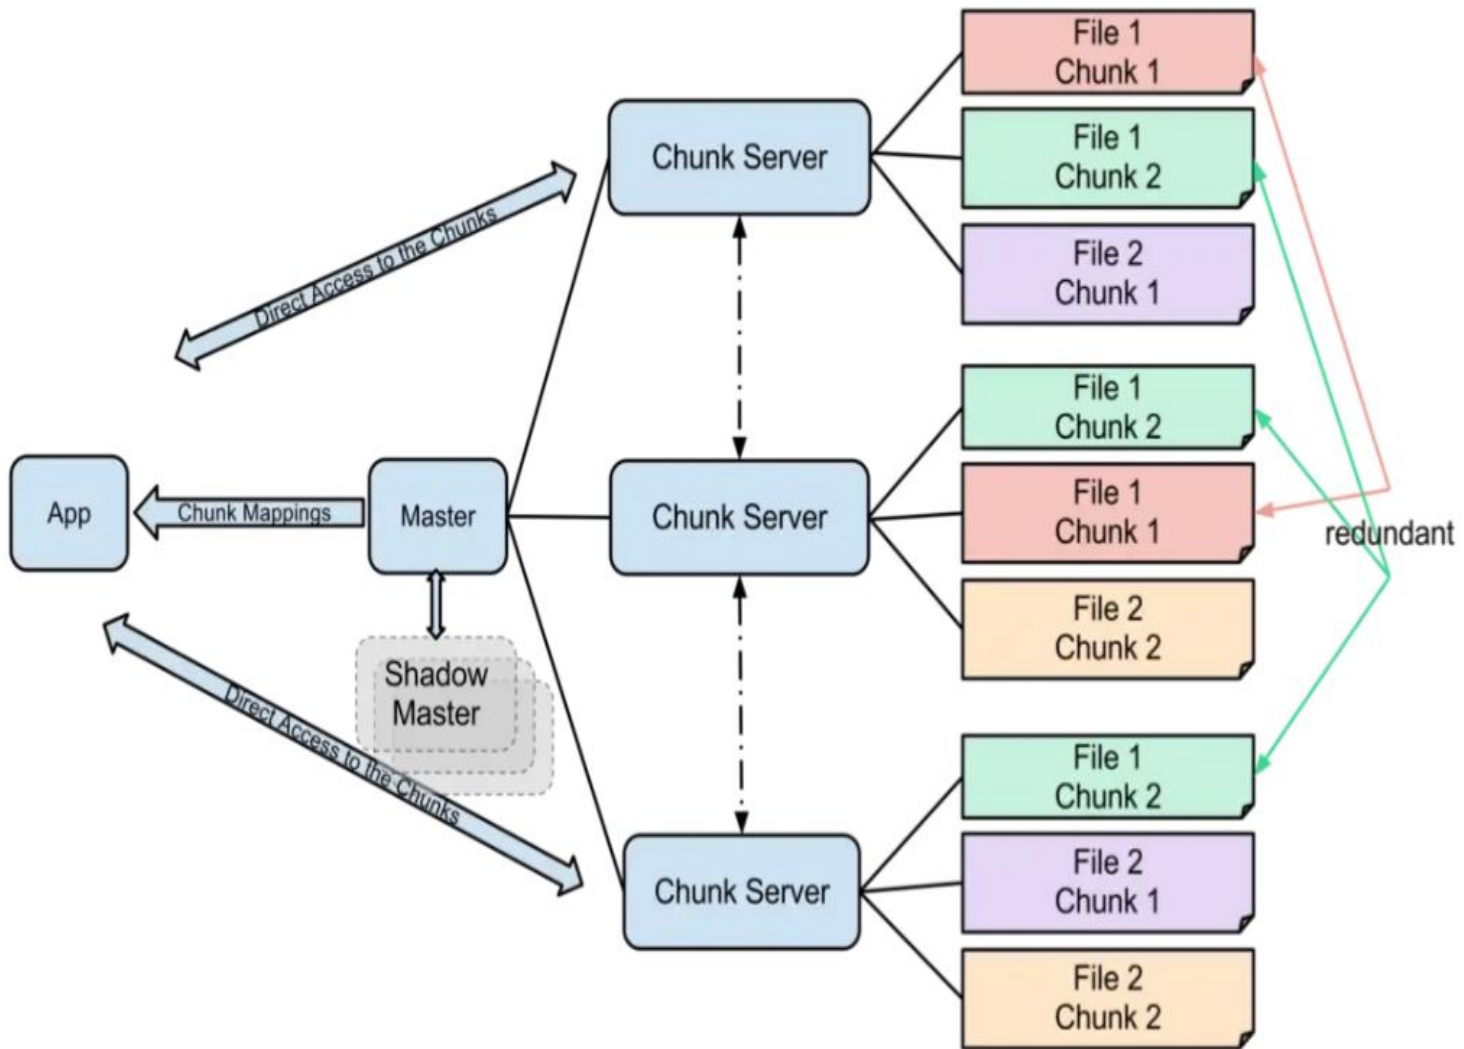 File 1
Chunk 1
File 1
Chunk 2
File 2
Chunk 1
Chunk Server
Direct Access to the Chunks
File 1
Chunk 2
File 1
Chunk 1
File 2
Chunk 2
App
Chunk Mappings
Master
Chunk Server
redundant
Shadow
Master
Direct Access to the Chunks
File 1
Chunk 2
File 2
Chunk 1
File 2
Chunk 2
Chunk Server